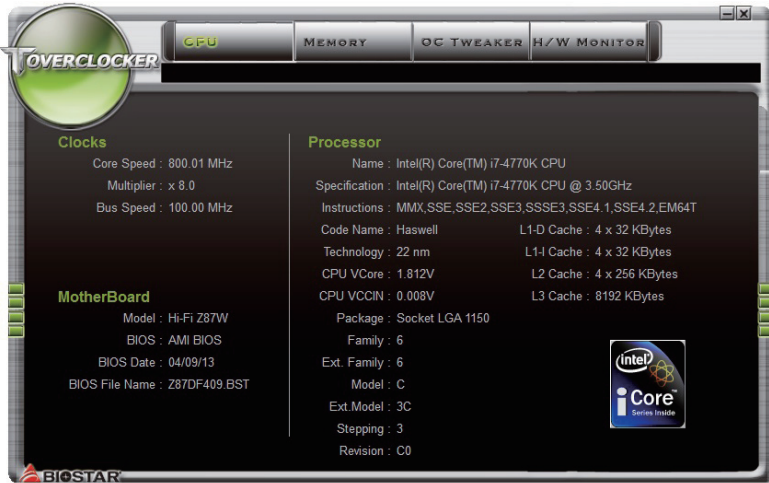 CPU
MEMORY
OC TWEAKER
H/W MONITOR
TOVERCLOCKER
Clocks
Core Speed : 800.01 MHz
Multiplier : x 8.0
Bus Speed : 100.00 MHz
MotherBoard
Model : Hi-Fi Z87W
BIOS : AMI BIOS
BIOS Date : 04/09/13
BIOS File Name : Z87DF409.BST
Processor
Name : Intel(R) Core(TM) i7-4770K CPU
Specification : Intel(R) Core(TM) i7-4770K CPU @ 3.50GHz
Instructions : MMX,SSE,SSE2,SSE3,SSSE3,SSE4.1,SSE4.2,EM64T
Code Name : Haswell
L1-D Cache : 4 x 32 KBytes
Technology : 22 nm
L1-I Cache : 4 x 32 KBytes
CPU VCore : 1.812V
L2 Cache : 4 x 256 KBytes
CPU VCCIN : 0.008V
L3 Cache : 8192 KBytes
Package : Socket LGA 1150
Family : 6
Ext. Family : 6
Model : C
Ext.Model : 3C
Stepping : 3
Revision : C0
intel
i Core™
Series Inside
BIOSTAR